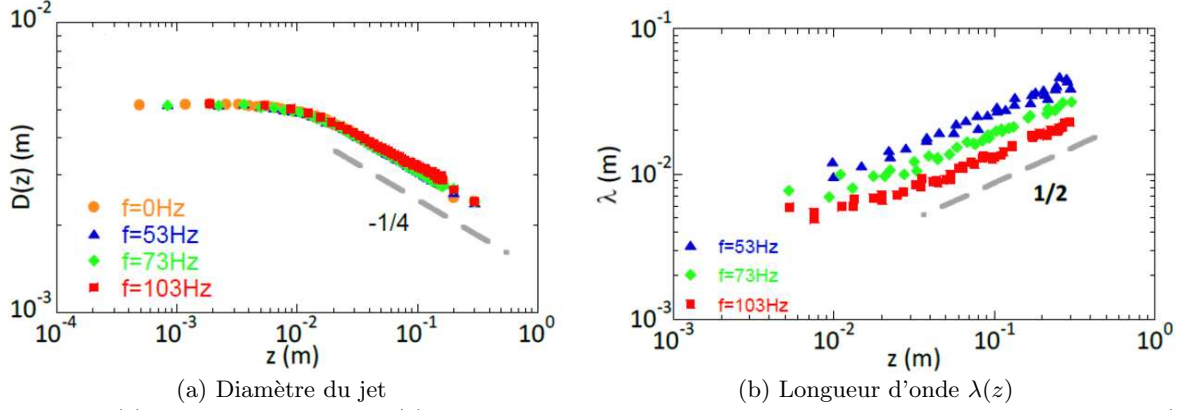 10⁻²
D(z) (m)
f=0Hz
f=53Hz
f=73Hz
f=103Hz
-1/4
10⁻³
10⁻⁴ 10⁻³ 10⁻² 10⁻¹ 10⁰
z (m)
(a) Diamètre du jet
10⁻¹
λ (m)
10⁻²
1/2
f=53Hz
f=73Hz
f=103Hz
10⁻³
10⁻³ 10⁻² 10⁻¹ 10⁰
z (m)
(b) Longueur d'onde λ(z)